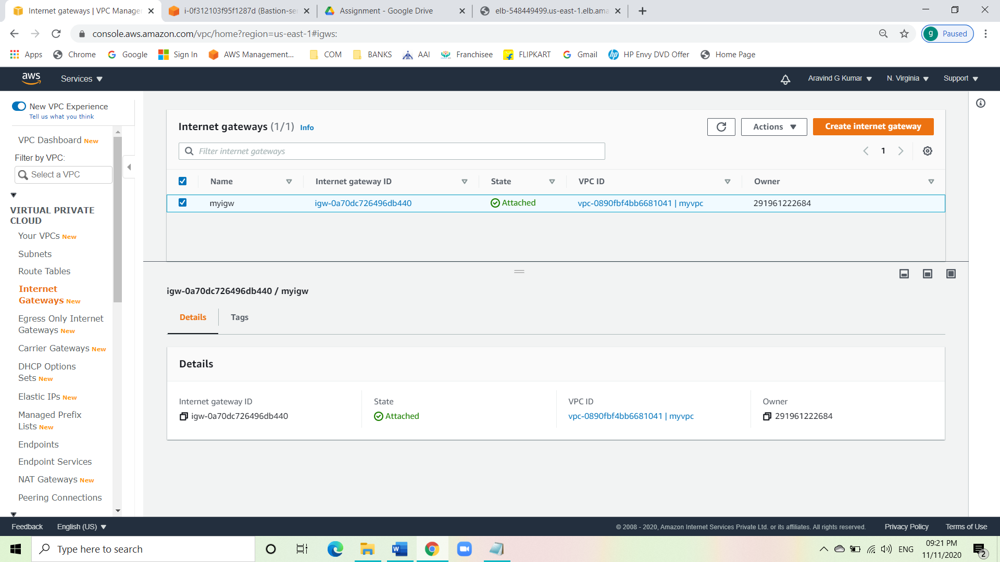 Internet gateways | VPC Manage
i-0f312103f95f1287d (Bastion-se
Assignment - Google Drive
elb-548449499.us-east-1.elb.ama
console.aws.amazon.com/vpc/home?region=us-east-1#igws:
g Paused
Apps Chrome Google Sign In AWS Management... COM BANKS AAI Franchisee FLIPKART Gmail HP Envy DVD Offer Home Page
aws Services Aravind G Kumar N. Virginia Support
New VPC Experience
Tell us what you think
VPC Dashboard New
Filter by VPC:
Select a VPC
VIRTUAL PRIVATE
CLOUD
Your VPCs New
Subnets
Route Tables
Internet
Gateways New
Egress Only Internet
Gateways New
Carrier Gateways New
DHCP Options
Sets New
Elastic IPs New
Managed Prefix
Lists New
Endpoints
Endpoint Services
NAT Gateways New
Peering Connections
Internet gateways (1/1) Info
Actions
Create internet gateway
Filter internet gateways
1
Name Internet gateway ID State VPC ID Owner
myigw igw-0a70dc726496db440 Attached vpc-0890fbf4bb6681041 | myvpc 291961222684
igw-0a70dc726496db440 / myigw
Details Tags
Details
Internet gateway ID State VPC ID Owner
igw-0a70dc726496db440 Attached vpc-0890fbf4bb6681041 | myvpc 291961222684
Feedback English (US) © 2008 - 2020, Amazon Internet Services Private Ltd. or its affiliates. All rights reserved. Privacy Policy Terms of Use
Type here to search
ENG
09:21 PM
11/11/2020
2